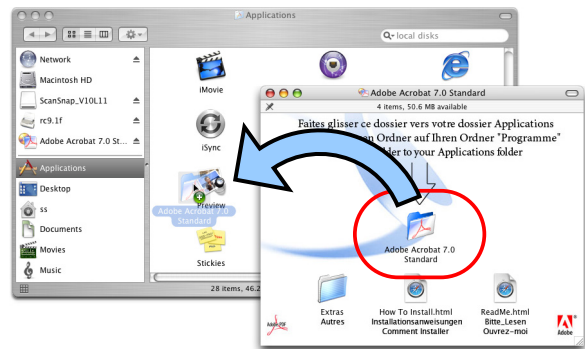 Applications
local disks
Network
Macintosh HD
ScanSnap_V10L11
rc9.1f
Adobe Acrobat 7.0 St...
Applications
Desktop
ss
Documents
Movies
Music
iMovie
iSync
Preview
Adobe Acrobat 7.0
Standard
Stickies
28 items, 46.2
Adobe Acrobat 7.0 Standard
4 items, 50.6 MB available
Faites glisser ce dossier vers votre dossier Applications
en Ordner auf Ihren Ordner "Programme"
der to your Applications folder
Adobe Acrobat 7.0
Standard
Extras
Autres
How To Install.html
Installationsanweisungen
Comment Installer
ReadMe.html
Bitte_Lesen
Ouvrez-moi
Adobe PDF
Adobe